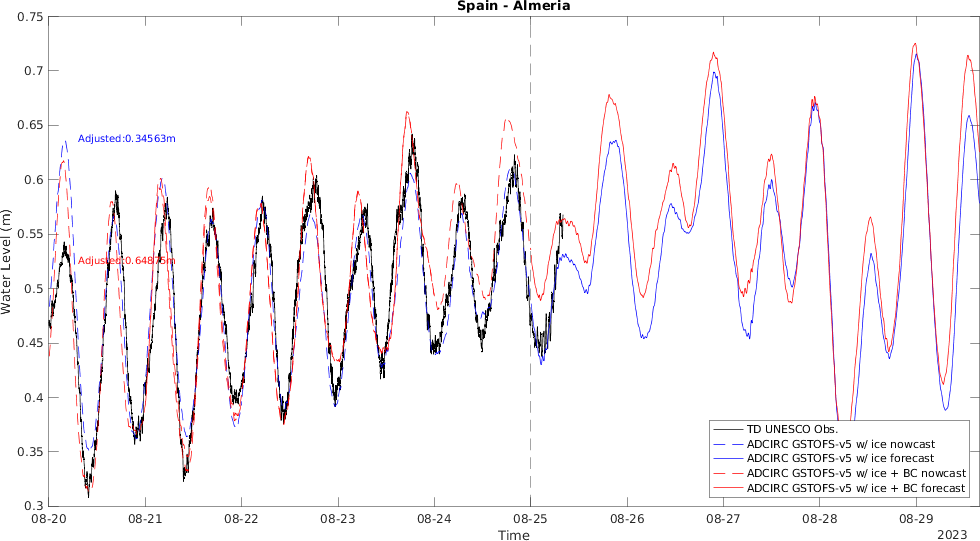 Spain - Almeria
0.75
0.7
0.65
0.6
0.55
0.5
0.45
0.4
0.35
0.3
Water Level (m)
Adjusted:0.34563m
Adjusted:0.64875m
TD UNESCO Obs.
ADCIRC GSTOFS-v5 w/ ice nowcast
ADCIRC GSTOFS-v5 w/ ice forecast
ADCIRC GSTOFS-v5 w/ ice + BC nowcast
ADCIRC GSTOFS-v5 w/ ice + BC forecast
08-20 08-21 08-22 08-23 08-24 08-25 08-26 08-27 08-28 08-29
Time
2023